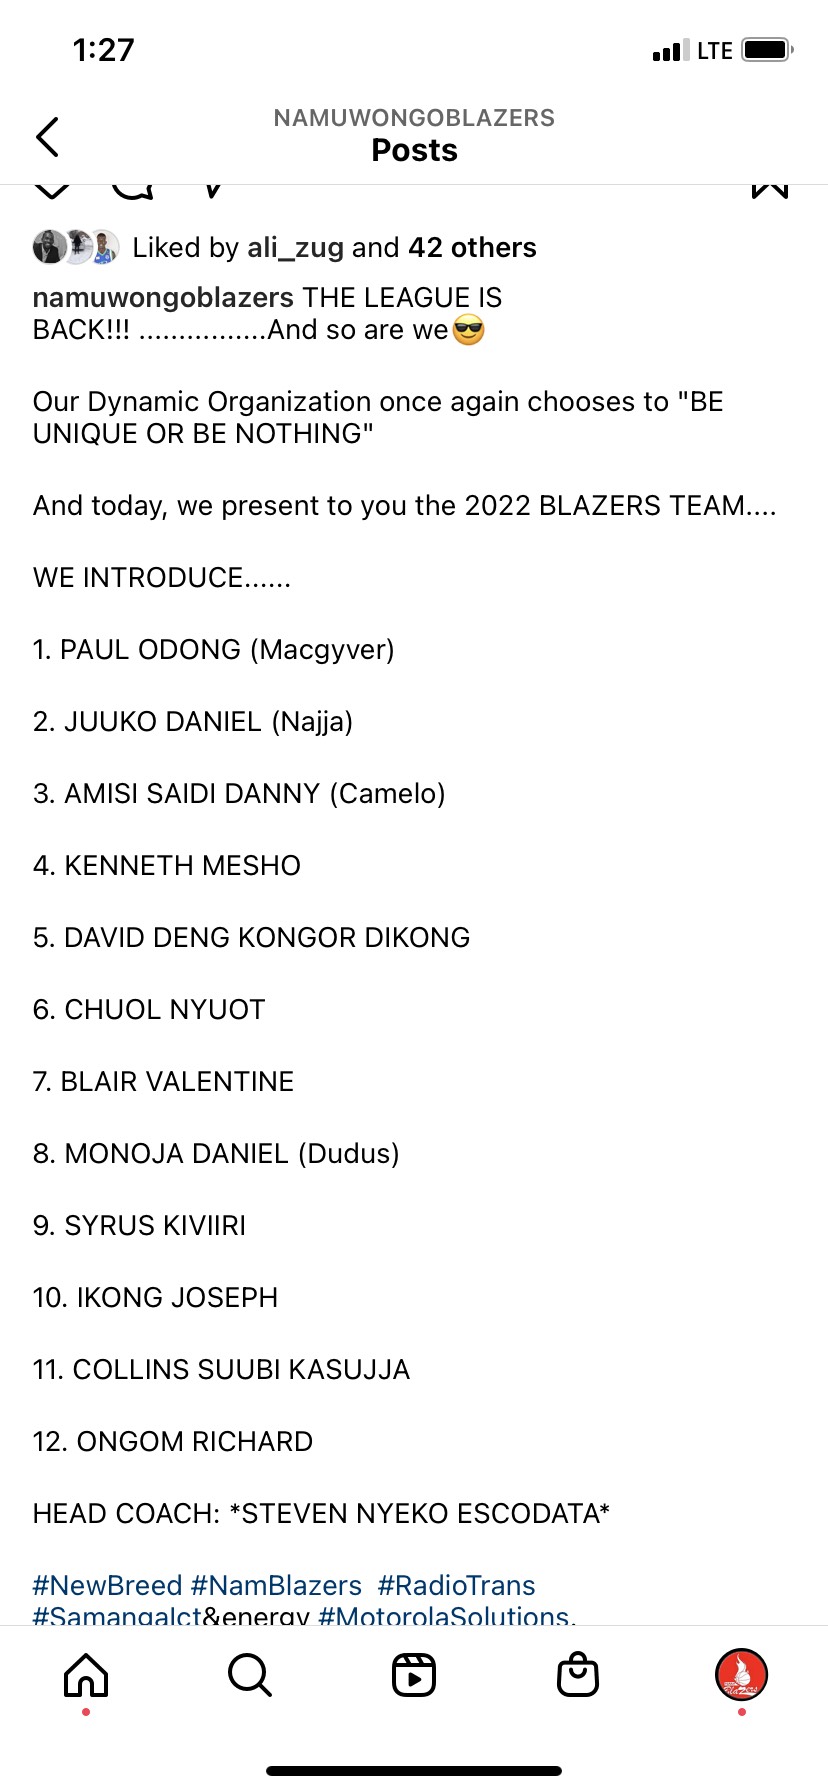 1:27
LTE
NAMUWONGOBLAZERS
Posts
Liked by ali_zug and 42 others
namuwongoblazers THE LEAGUE IS
BACK!!! ................And so are we😎
Our Dynamic Organization once again chooses to "BE
UNIQUE OR BE NOTHING"
And today, we present to you the 2022 BLAZERS TEAM....
WE INTRODUCE......
1. PAUL ODONG (Macgyver)
2. JUUKO DANIEL (Najja)
3. AMISI SAIDI DANNY (Camelo)
4. KENNETH MESHO
5. DAVID DENG KONGOR DIKONG
6. CHUOL NYUOT
7. BLAIR VALENTINE
8. MONOJA DANIEL (Dudus)
9. SYRUS KIVIIRI
10. IKONG JOSEPH
11. COLLINS SUUBI KASUJJA
12. ONGOM RICHARD
HEAD COACH: *STEVEN NYEKO ESCODATA*
#NewBreed #NamBlazers  #RadioTrans
#SamangaIct&energy #MotorolaSolutions.